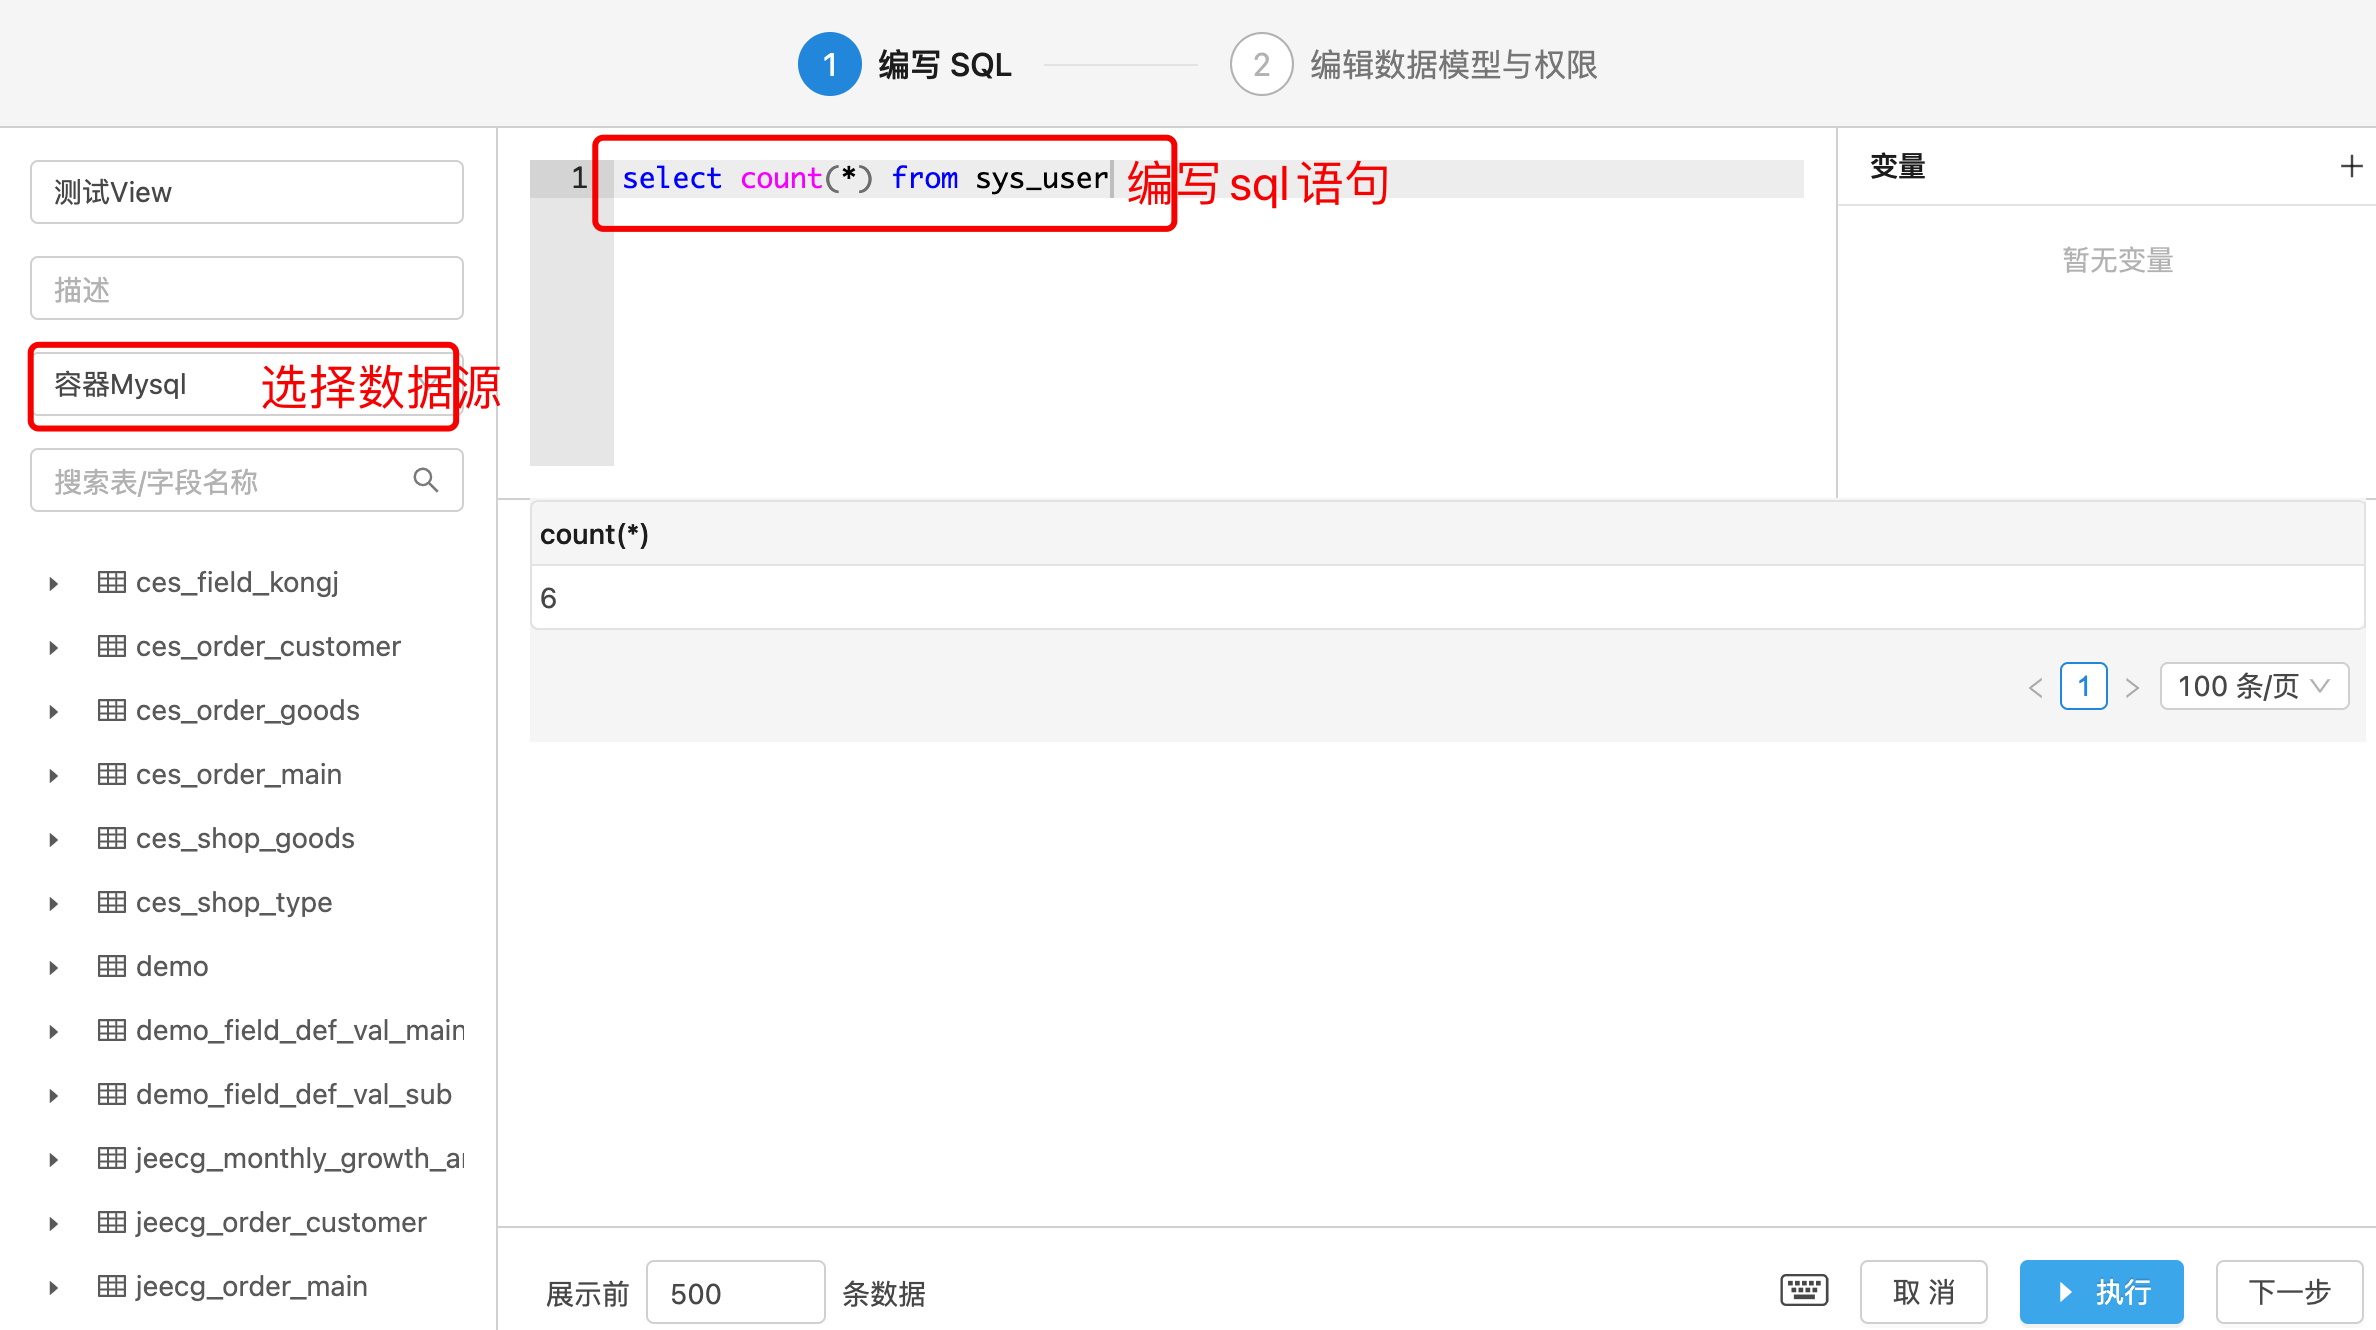 1 编写 SQL
2 编辑数据模型与权限
测试View
描述
容器Mysql 选择数据源
搜索表/字段名称
ces_field_kongj
ces_order_customer
ces_order_goods
ces_order_main
ces_shop_goods
ces_shop_type
demo
demo_field_def_val_main
demo_field_def_val_sub
jeecg_monthly_growth_a
jeecg_order_customer
jeecg_order_main
1 select count(*) from sys_user 编写sql语句
变量
暂无变量
count(*)
6
< 1 > 100 条/页
展示前 500 条数据
取 消
执行
下一步